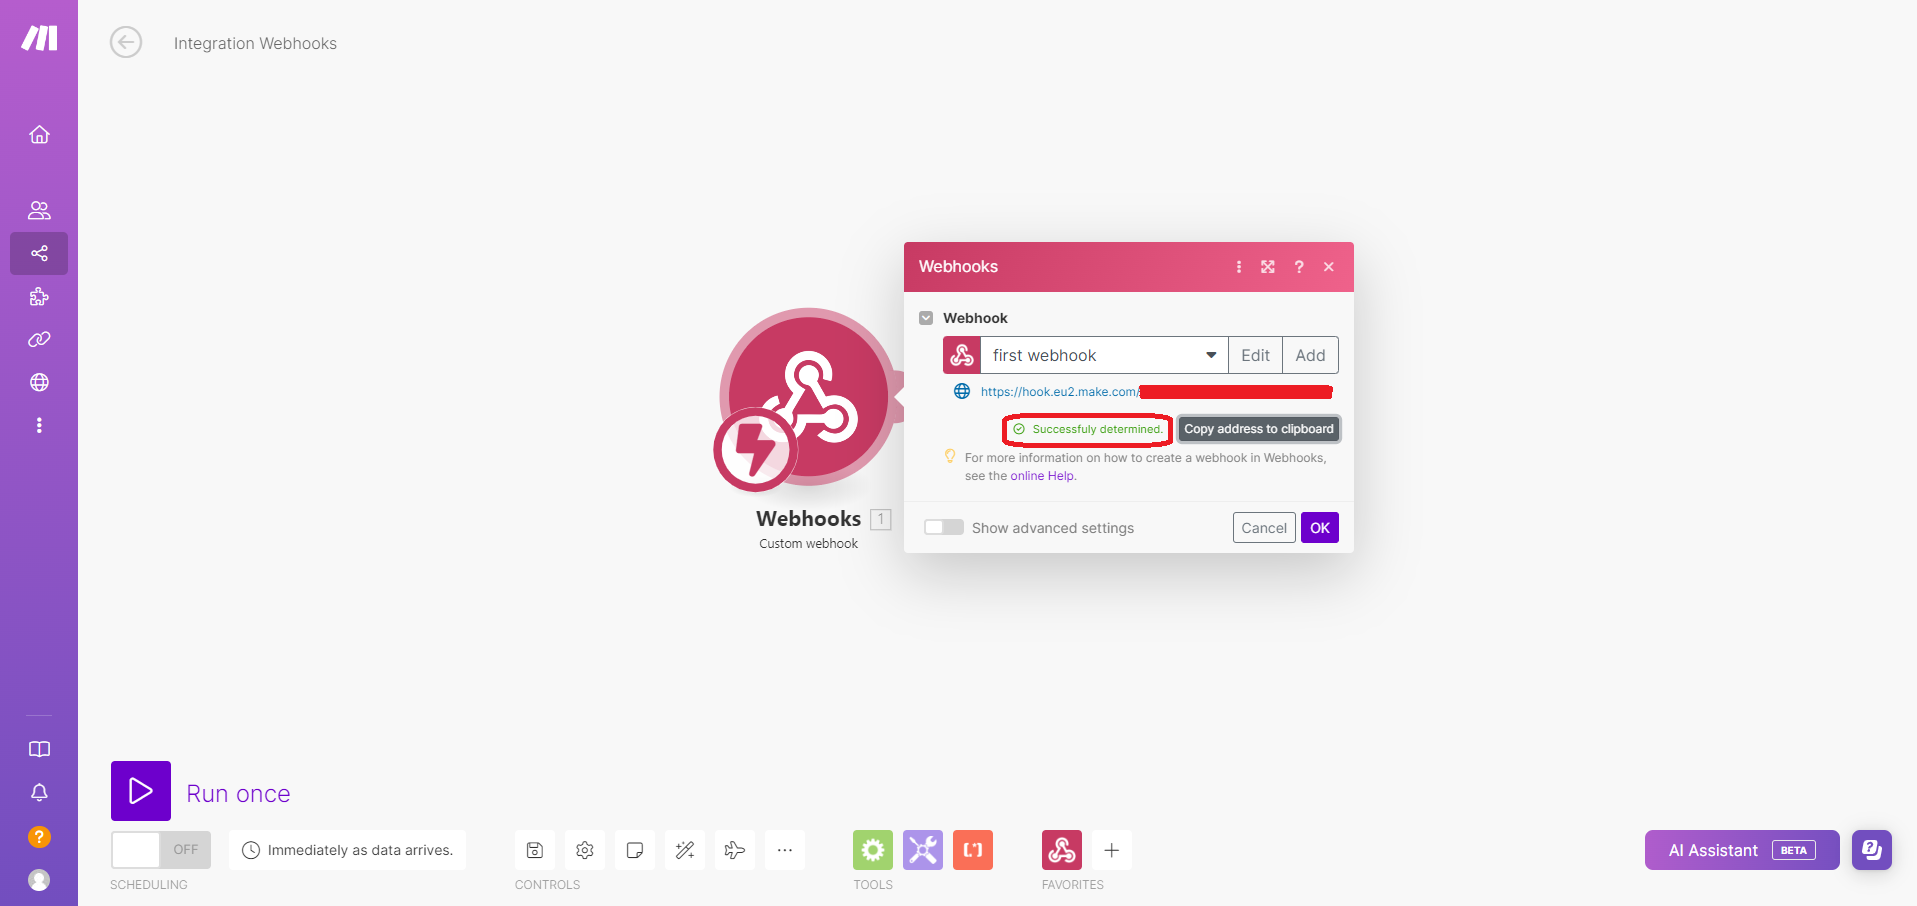 Integration Webhooks
Webhooks
?
Webhook
first webhook
Edit
Add
https://hook.eu2.make.com/
Successfuly determined.
Copy address to clipboard
For more information on how to create a webhook in Webhooks,
see the online Help.
Show advanced settings
Cancel
OK
Webhooks 1
Custom webhook
Run once
OFF
Immediately as data arrives.
SCHEDULING
CONTROLS
TOOLS
FAVORITES
AI Assistant BETA
?
?